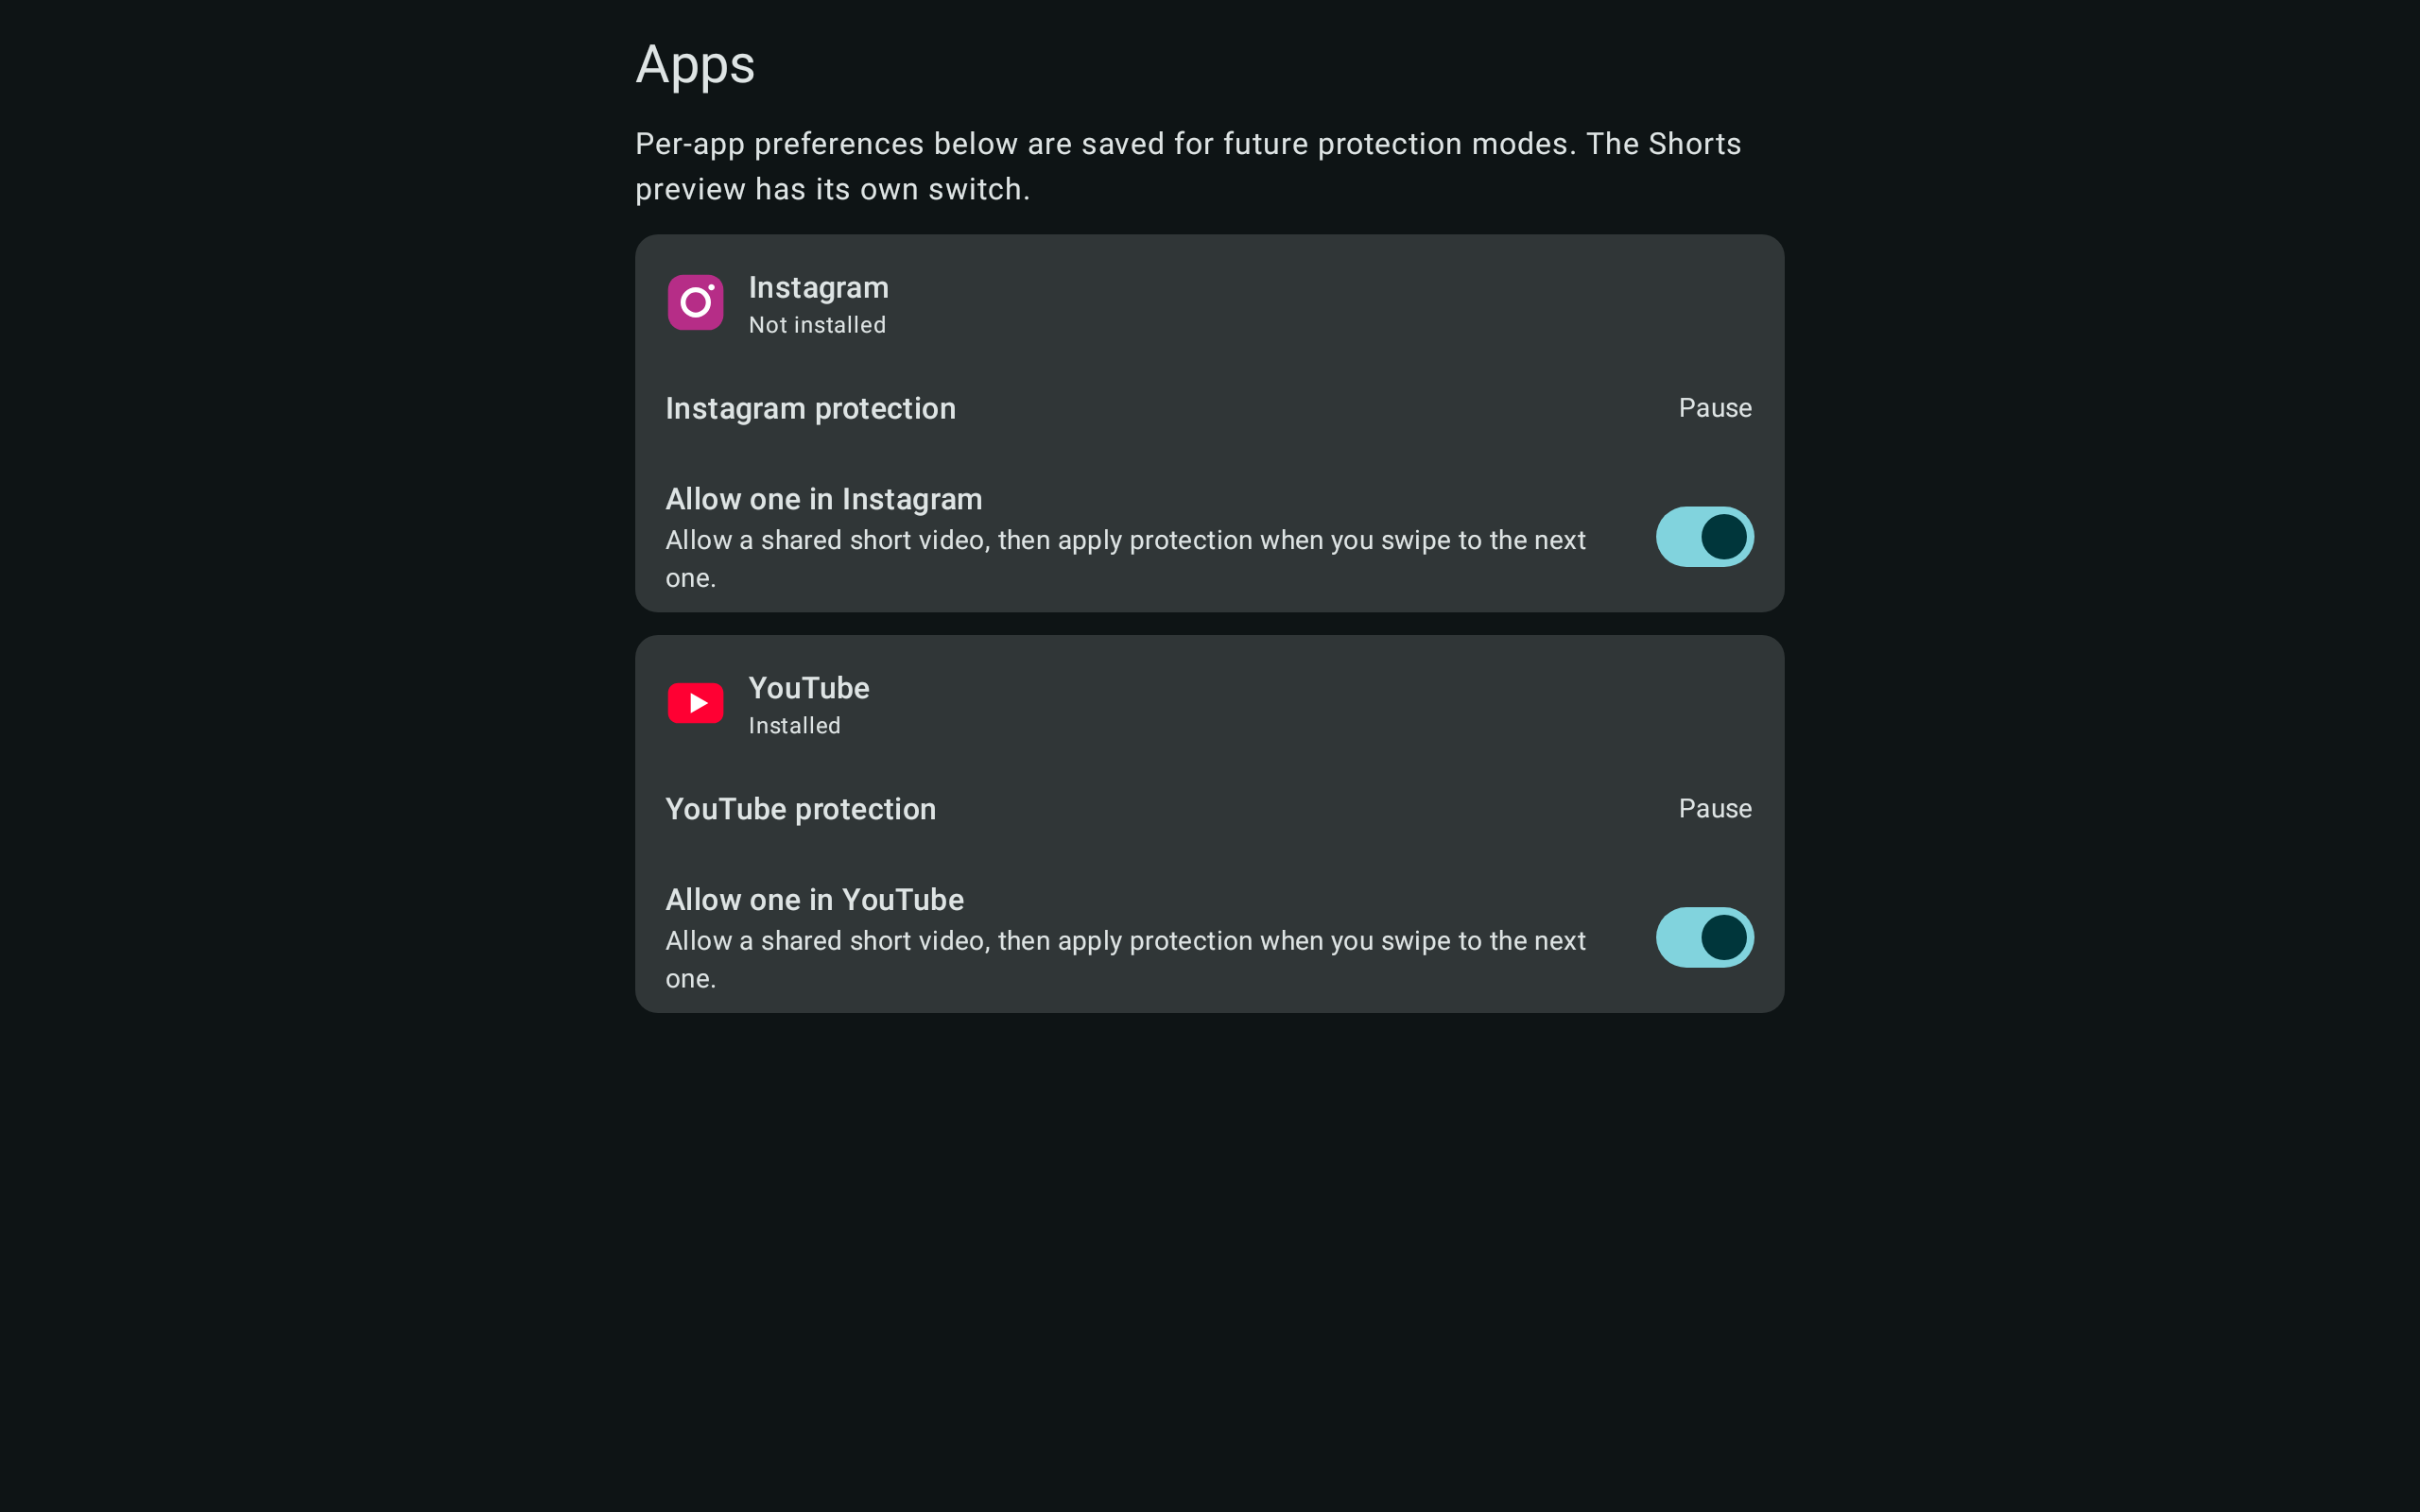 Apps
Per-app preferences below are saved for future protection modes. The Shorts
preview has its own switch.
Instagram
Not installed
Instagram protection
Pause
Allow one in Instagram
Allow a shared short video, then apply protection when you swipe to the next
one.
YouTube
Installed
YouTube protection
Pause
Allow one in YouTube
Allow a shared short video, then apply protection when you swipe to the next
one.